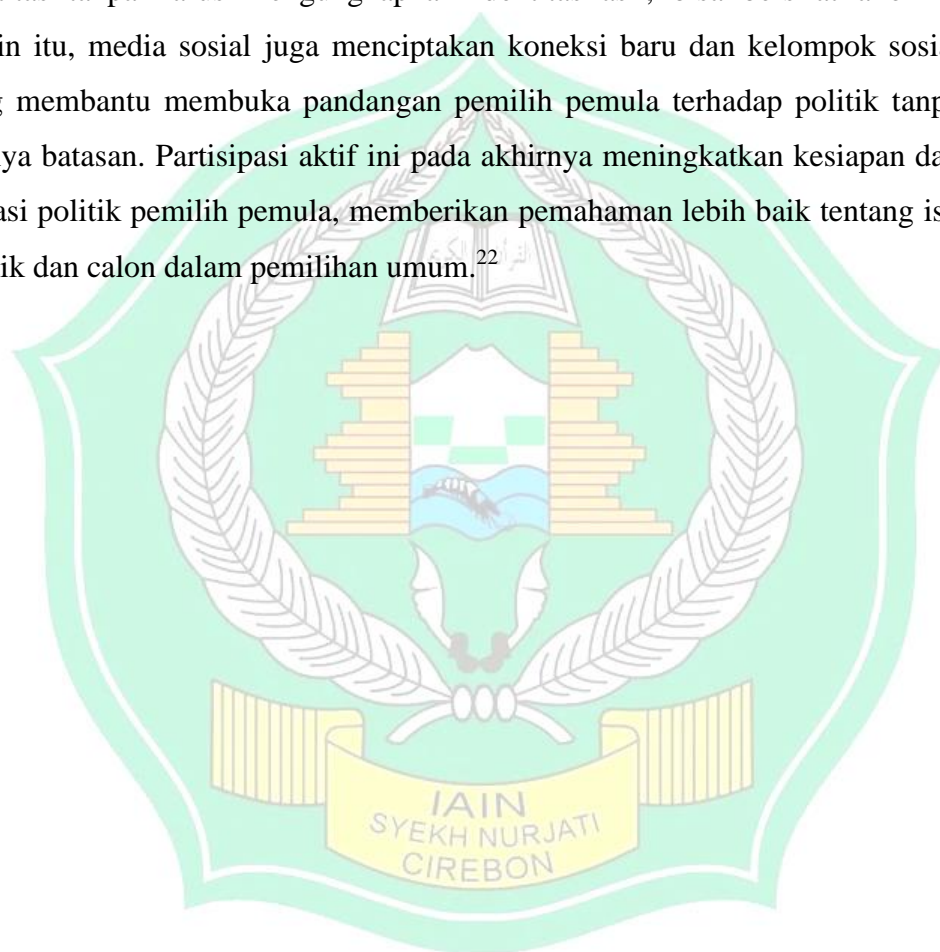 in itu, media sosial juga menciptakan koneksi baru dan kelompok sosia
membantu membuka pandangan pemilih pemula terhadap politik tanp
ya batasan. Partisipasi aktif ini pada akhirnya meningkatkan kesiapan da
asi politik pemilih pemula, memberikan pemahaman lebih baik tentang is
ik dan calon dalam pemilihan umum.22
IAIN
SYEKH NURJATI
CIREBON